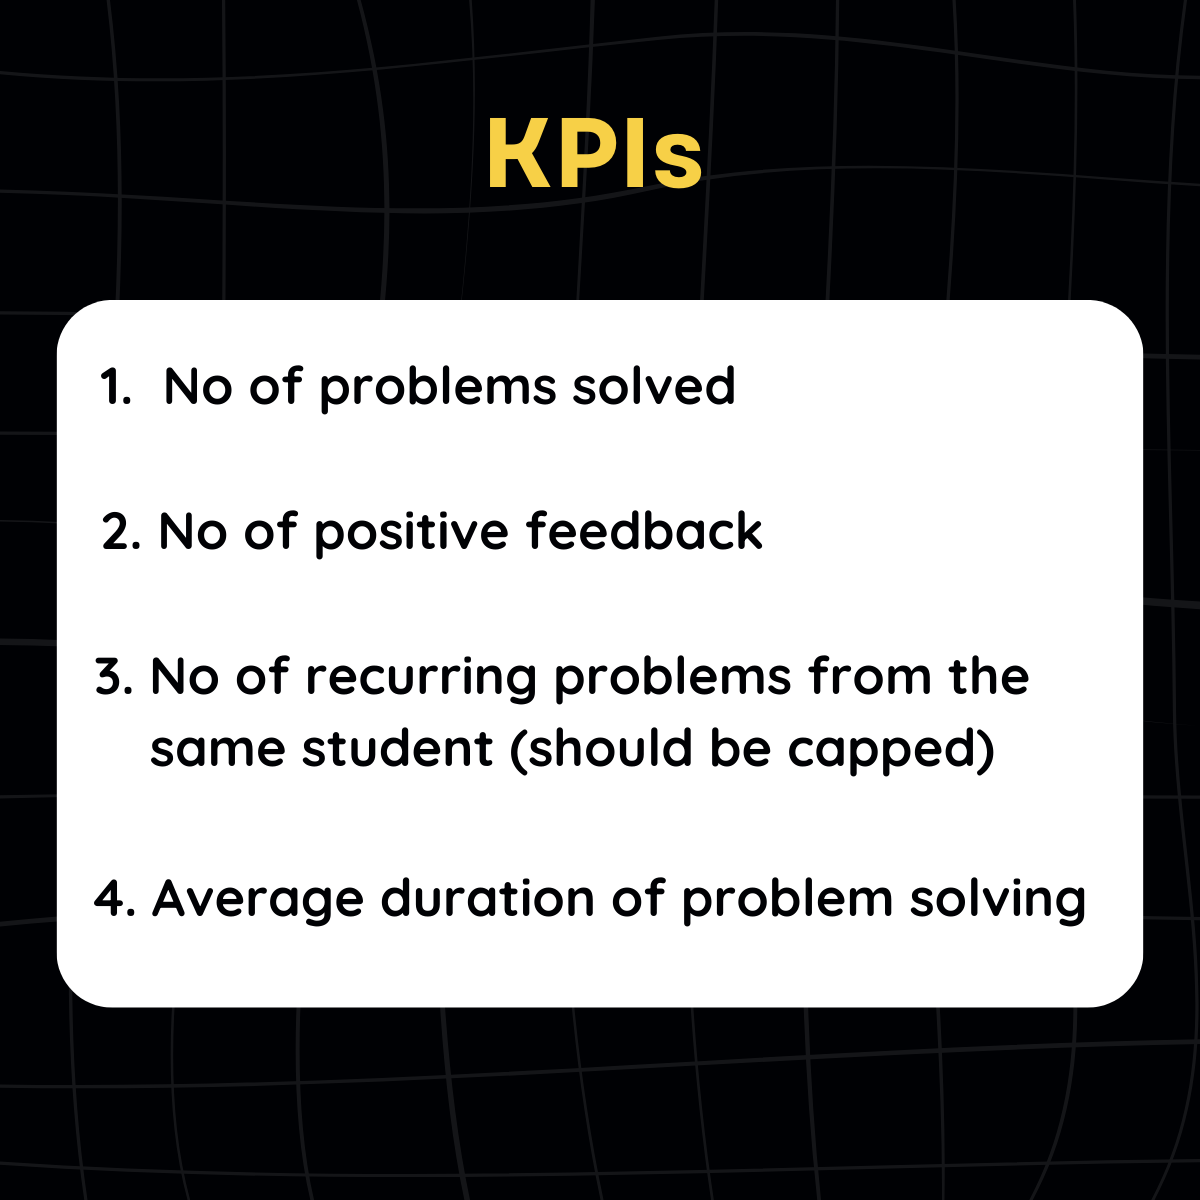 KPIs
1. No of problems solved
2. No of positive feedback
3. No of recurring problems from the
same student (should be capped)
4. Average duration of problem solving